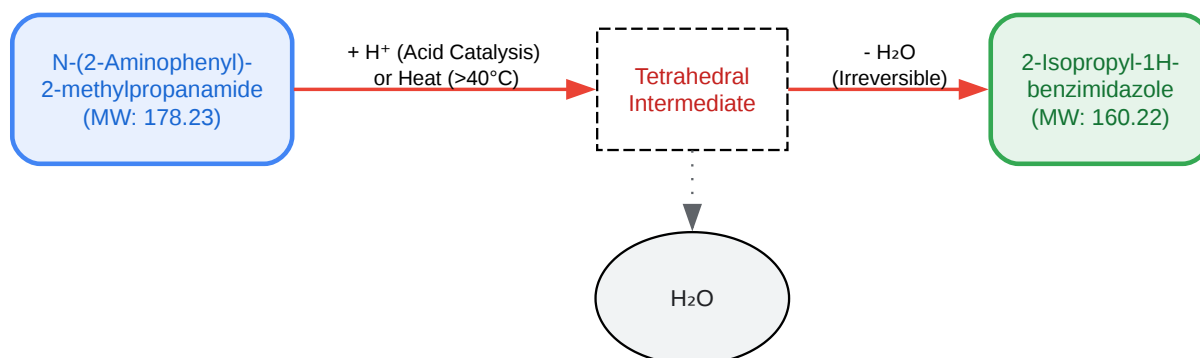 N-(2-Aminophenyl)-
2-methylpropanamide
(MW: 178.23)
+ H⁺ (Acid Catalysis)
or Heat (>40°C)
Tetrahedral
Intermediate
- H₂O
(Irreversible)
2-Isopropyl-1H-
benzimidazole
(MW: 160.22)
H₂O